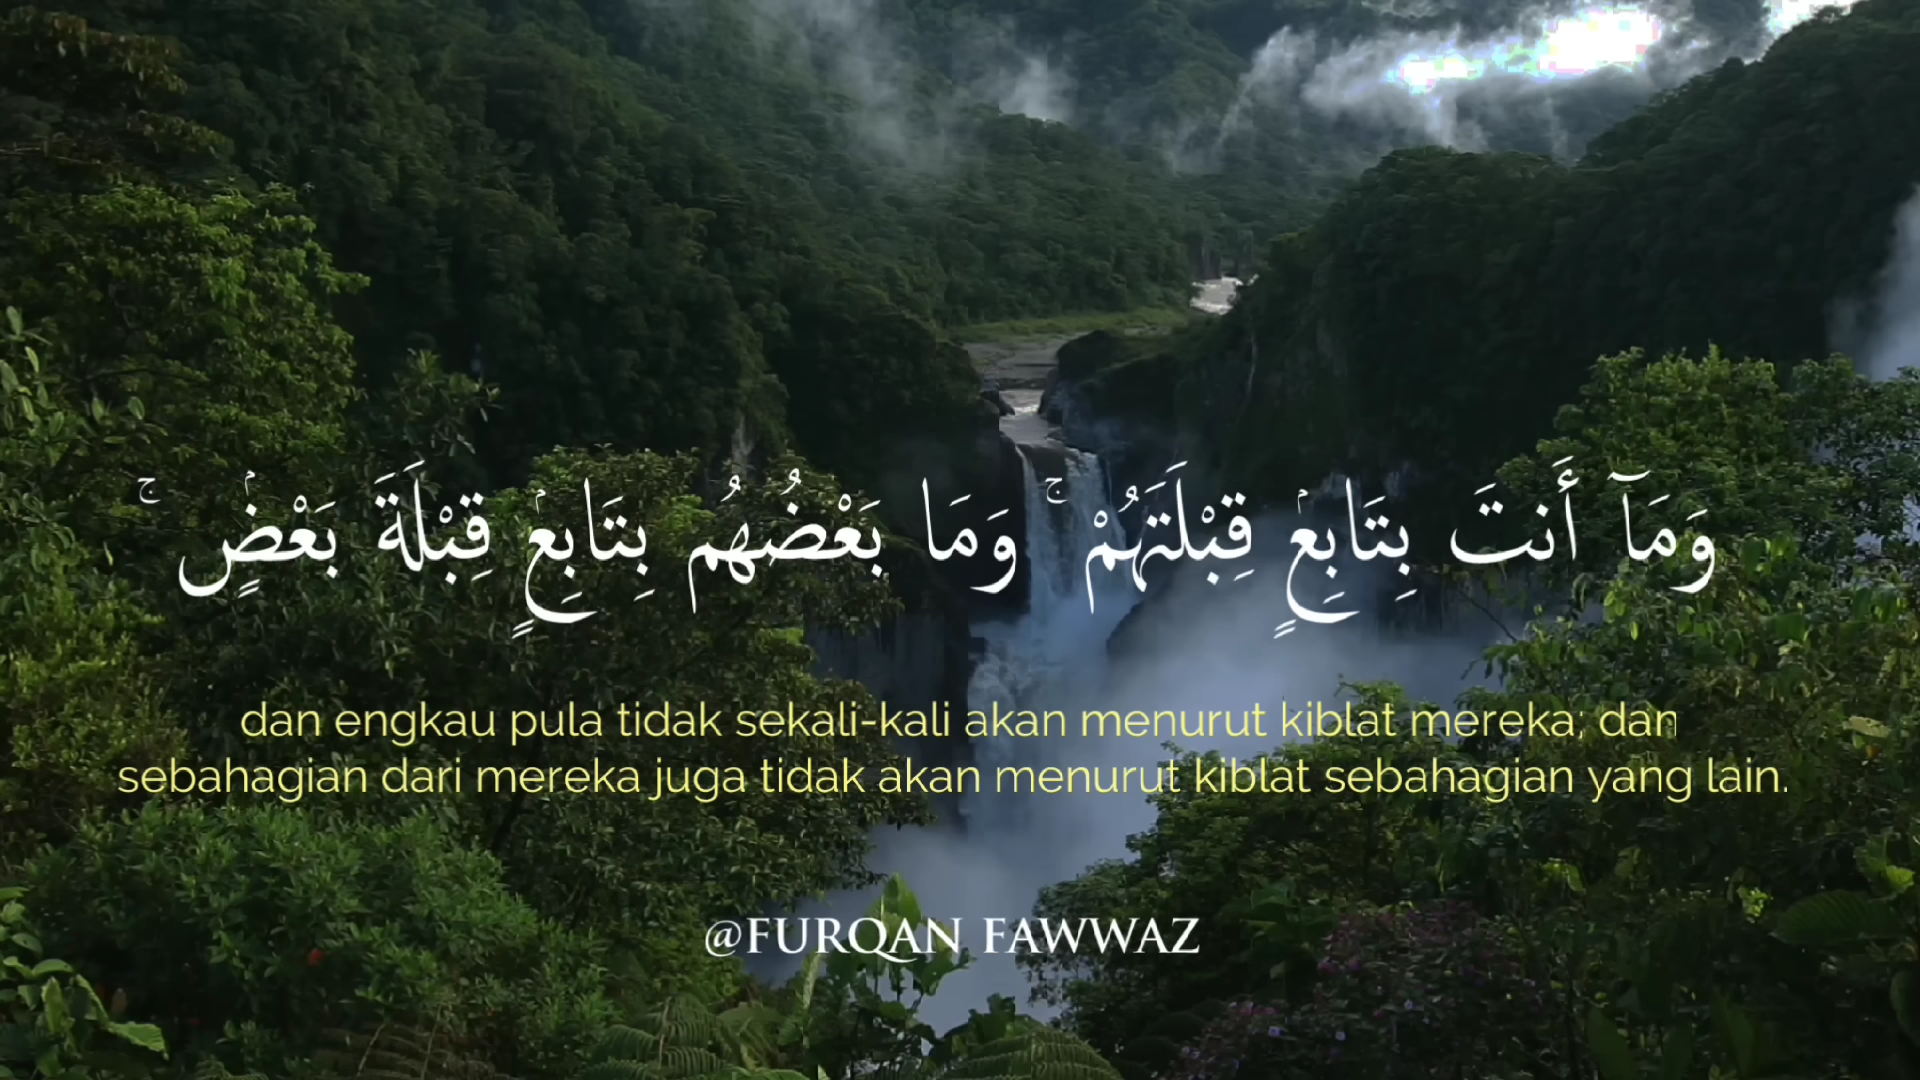 وَمَآ أَنتَ بِتَابِعٍ قِبْلَتَهُمْ ۚ وَمَا بَعْضُهُم بِتَابِعٍ قِبْلَةَ بَعْضٍ ۚ
dan engkau pula tidak sekali-kali akan menurut kiblat mereka; dan
sebahagian dari mereka juga tidak akan menurut kiblat sebahagian yang lain.
@FURQAN FAWWAZ